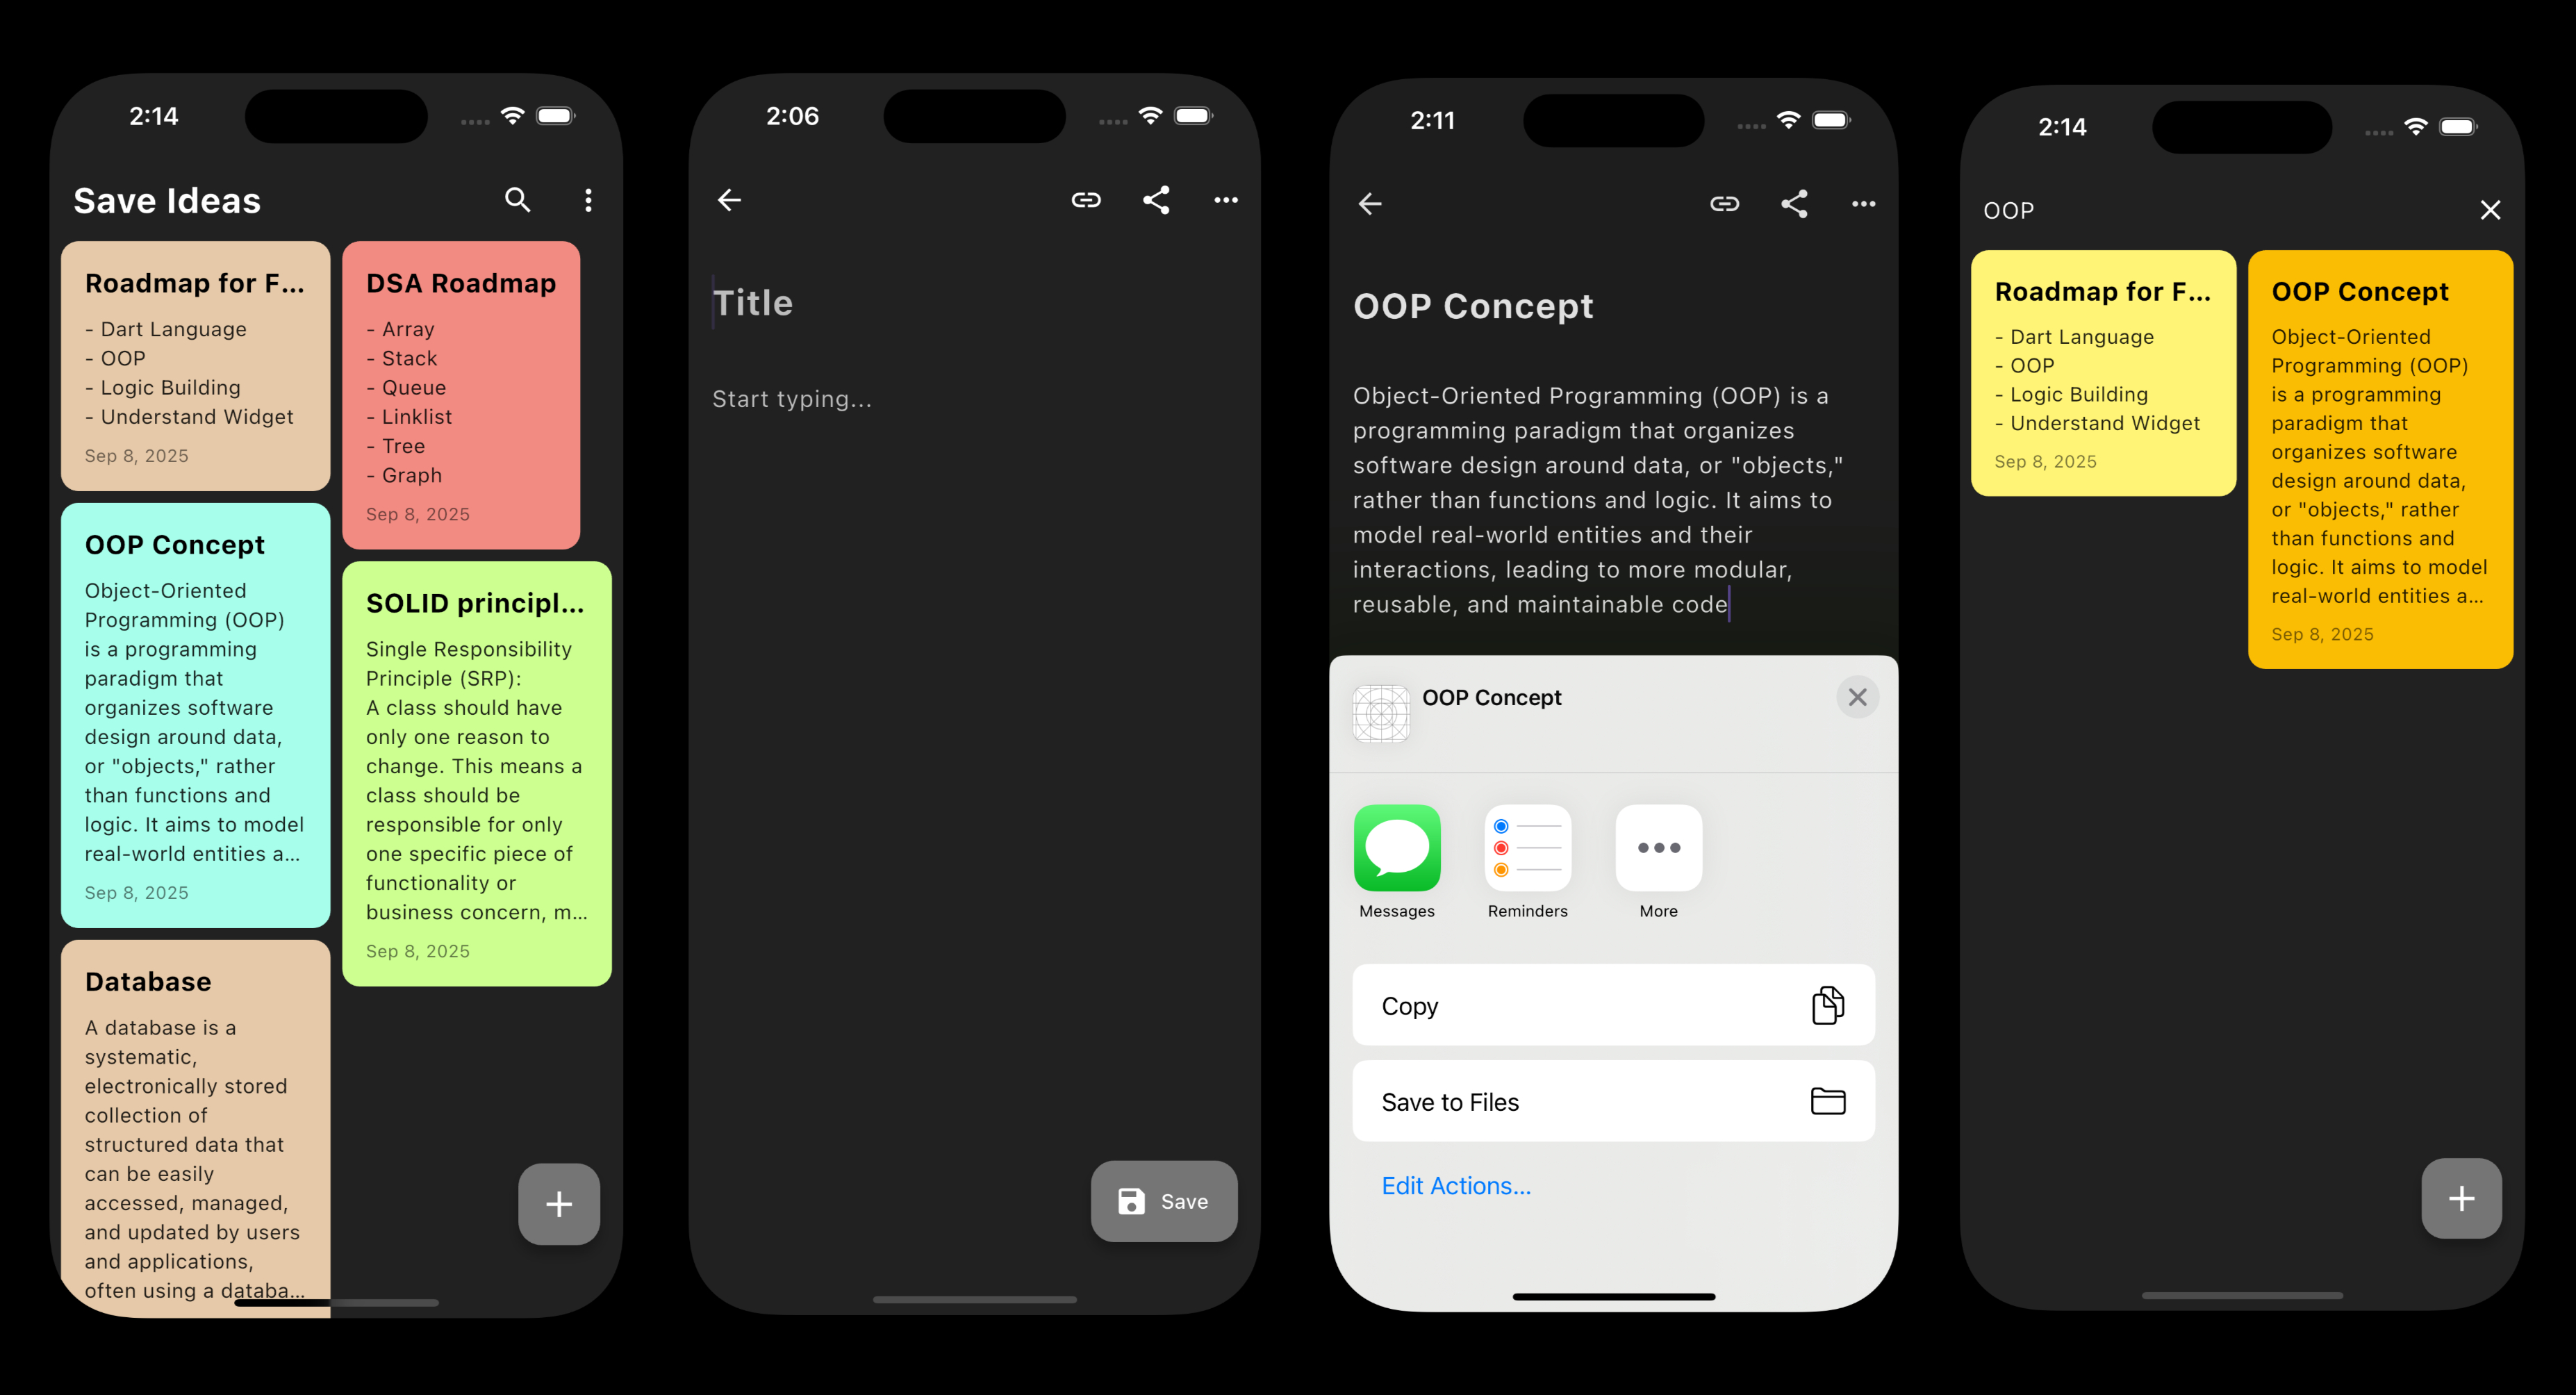 2:14
Save Ideas
Roadmap for F...
- Dart Language
- OOP
- Logic Building
- Understand Widget
Sep 8, 2025
OOP Concept
Object-Oriented
Programming (OOP)
is a programming
paradigm that
organizes software
design around data,
or "objects," rather
than functions and
logic. It aims to model
real-world entities a...
Sep 8, 2025
Database
A database is a
systematic,
electronically stored
collection of
structured data that
can be easily
accessed, managed,
and updated by users
and applications,
often using a databa...
DSA Roadmap
- Array
- Stack
- Queue
- Linklist
- Tree
- Graph
Sep 8, 2025
SOLID principl...
Single Responsibility
Principle (SRP):
A class should have
only one reason to
change. This means a
class should be
responsible for only
one specific piece of
functionality or
business concern, m...
Sep 8, 2025
2:06
Title
Start typing...
Save
2:11
OOP Concept
Object-Oriented Programming (OOP) is a
programming paradigm that organizes
software design around data, or "objects,"
rather than functions and logic. It aims to
model real-world entities and their
interactions, leading to more modular,
reusable, and maintainable code
OOP Concept
Messages
Reminders
More
Copy
Save to Files
Edit Actions...
2:14
OOP
Roadmap for F...
- Dart Language
- OOP
- Logic Building
- Understand Widget
Sep 8, 2025
OOP Concept
Object-Oriented
Programming (OOP)
is a programming
paradigm that
organizes software
design around data,
or "objects," rather
than functions and
logic. It aims to model
real-world entities a...
Sep 8, 2025